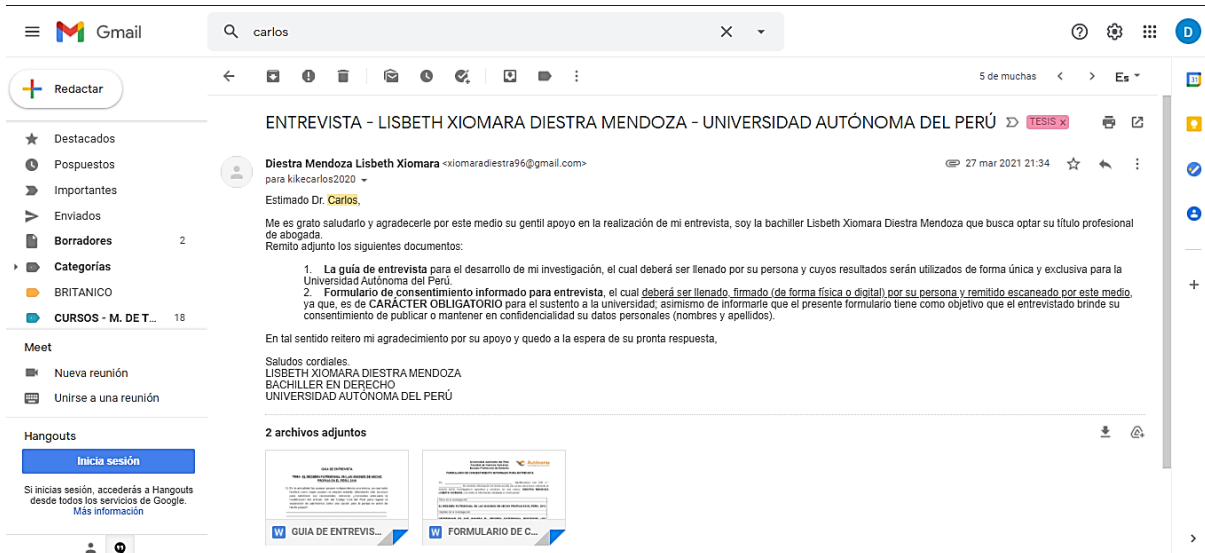 Gmail
carlos
D
Redactar
5 de muchas
Es
Destacados
Pospuestos
Importantes
Enviados
Borradores 2
Categorías
BRITANICO
CURSOS - M. DE T... 18
Meet
Nueva reunión
Unirse a una reunión
Hangouts
Inicia sesión
Si inicias sesión, accederás a Hangouts
desde todos los servicios de Google.
Más información
ENTREVISTA - LISBETH XIOMARA DIESTRA MENDOZA - UNIVERSIDAD AUTÓNOMA DEL PERÚ TESIS x
Diestra Mendoza Lisbeth Xiomara <xiomaradiestra96@gmail.com> 27 mar 2021 21:34
para kikecarlos2020
Estimado Dr. Carlos,
Me es grato saludarlo y agradecerle por este medio su gentil apoyo en la realización de mi entrevista, soy la bachiller Lisbeth Xiomara Diestra Mendoza que busca optar su título profesional
de abogada.
Remito adjunto los siguientes documentos:
1. La guía de entrevista para el desarrollo de mi investigación, el cual deberá ser llenado por su persona y cuyos resultados serán utilizados de forma única y exclusiva para la
Universidad Autónoma del Perú.
2. Formulario de consentimiento informado para entrevista, el cual deberá ser llenado, firmado (de forma física o digital) por su persona y remitido escaneado por este medio,
ya que, es de CARÁCTER OBLIGATORIO para el sustento a la universidad; asimismo de informarle que el presente formulario tiene como objetivo que el entrevistado brinde su
consentimiento de publicar o mantener en confidencialidad su datos personales (nombres y apellidos).
En tal sentido reitero mi agradecimiento por su apoyo y quedo a la espera de su pronta respuesta,
Saludos cordiales.
LISBETH XIOMARA DIESTRA MENDOZA
BACHILLER EN DERECHO
UNIVERSIDAD AUTÓNOMA DEL PERÚ
2 archivos adjuntos
GUIA DE ENTREVISTA
Autónoma
W GUIA DE ENTREVIS...
W FORMULARIO DE C...
31